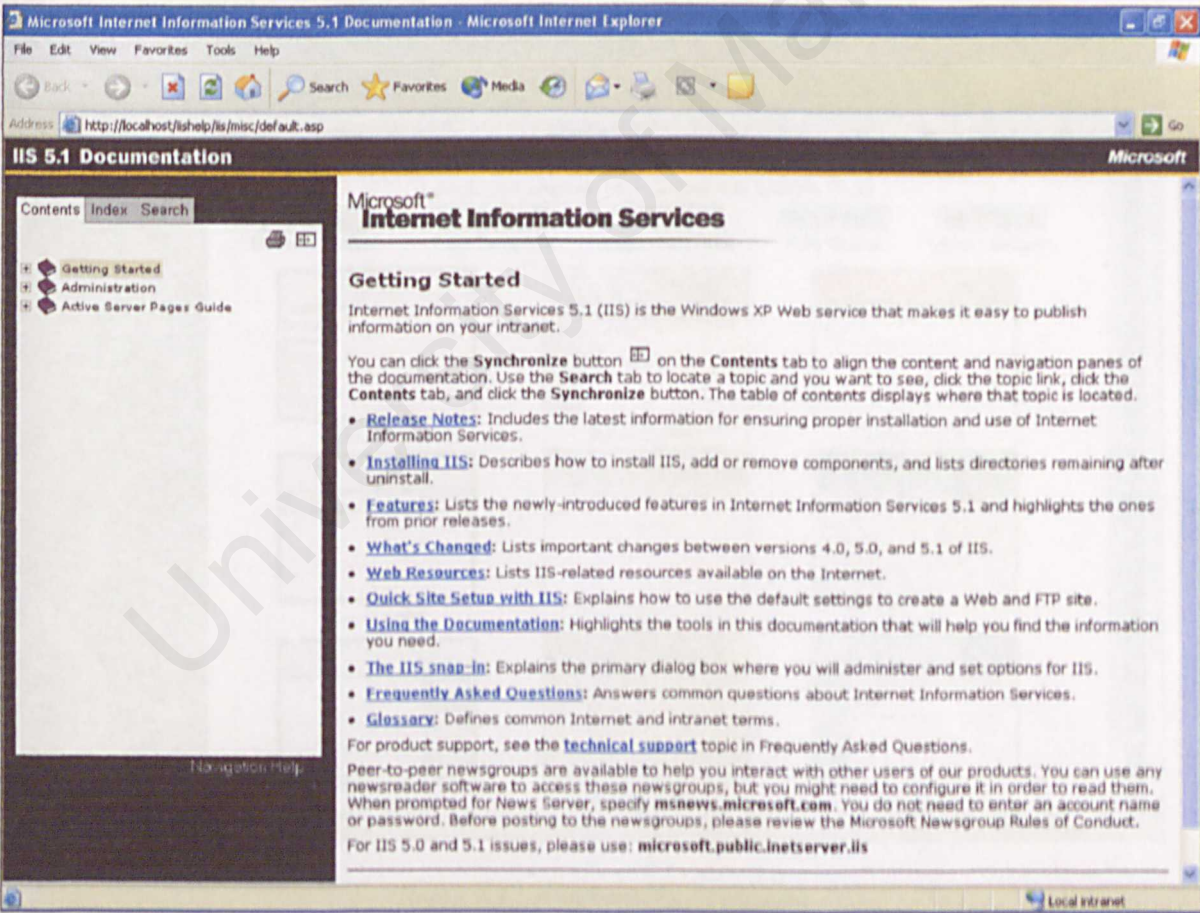 Microsoft Internet Information Services 5.1 Documentation - Microsoft Internet Explorer
File Edit View Favorites Tools Help
Back Search Favorites Media
Address http://localhost/iishelp/iis/misc/default.asp Go
IIS 5.1 Documentation Microsoft
Contents Index Search
Getting Started
Administration
Active Server Pages Guide
Navigation Help
Microsoft®
Internet Information Services
Getting Started
Internet Information Services 5.1 (IIS) is the Windows XP Web service that makes it easy to publish
information on your intranet.
You can click the Synchronize button on the Contents tab to align the content and navigation panes of
the documentation. Use the Search tab to locate a topic and you want to see, click the topic link, click the
Contents tab, and click the Synchronize button. The table of contents displays where that topic is located.
• Release Notes: Includes the latest information for ensuring proper installation and use of Internet
Information Services.
• Installing IIS: Describes how to install IIS, add or remove components, and lists directories remaining after
uninstall.
• Features: Lists the newly-introduced features in Internet Information Services 5.1 and highlights the ones
from prior releases.
• What's Changed: Lists important changes between versions 4.0, 5.0, and 5.1 of IIS.
• Web Resources: Lists IIS-related resources available on the Internet.
• Quick Site Setup with IIS: Explains how to use the default settings to create a Web and FTP site.
• Using the Documentation: Highlights the tools in this documentation that will help you find the information
you need.
• The IIS snap-in: Explains the primary dialog box where you will administer and set options for IIS.
• Frequently Asked Questions: Answers common questions about Internet Information Services.
• Glossary: Defines common Internet and intranet terms.
For product support, see the technical support topic in Frequently Asked Questions.
Peer-to-peer newsgroups are available to help you interact with other users of our products. You can use any
newsreader software to access these newsgroups, but you might need to configure it in order to read them.
When prompted for News Server, specify msnews.microsoft.com. You do not need to enter an account name
or password. Before posting to the newsgroups, please review the Microsoft Newsgroup Rules of Conduct.
For IIS 5.0 and 5.1 issues, please use: microsoft.public.inetserver.iis
Local intranet
University of Ma